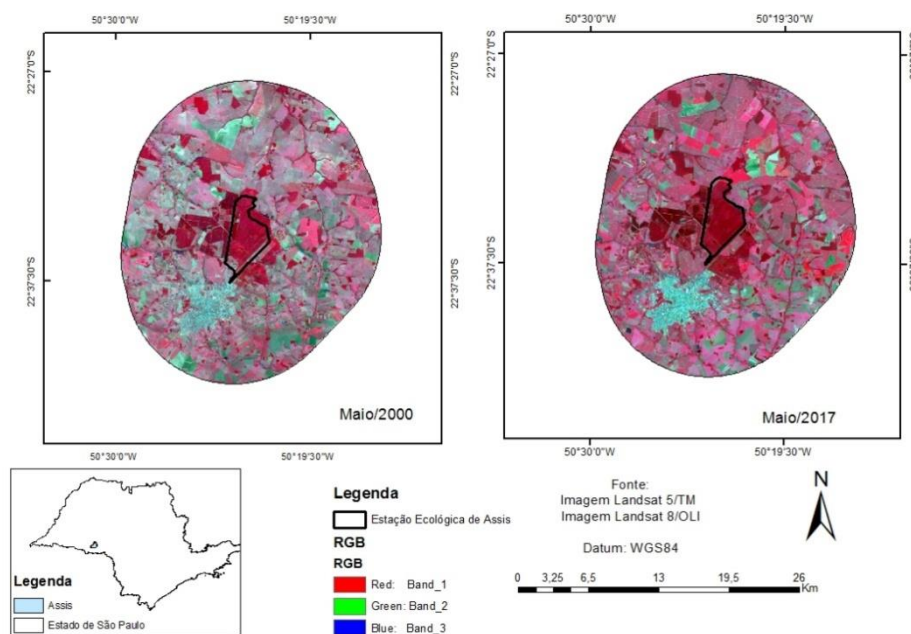 50°30'0"W 50°19'30"W 50°30'0"W 50°19'30"W
22°27'0"S 22°27'0"S 22°27'0"S
22°37'30"S 22°37'30"S 22°37'30"S
Maio/2000 Maio/2017
50°30'0"W 50°19'30"W 50°30'0"W 50°19'30"W
Legenda
Assis
Estado de São Paulo
Legenda
Estação Ecológica de Assis
RGB
RGB
Red: Band_1
Green: Band_2
Blue: Band_3
Fonte:
Imagem Landsat 5/TM
Imagem Landsat 8/OLI
Datum: WGS84
N
0 3,25 6,5 13 19,5 26
Km